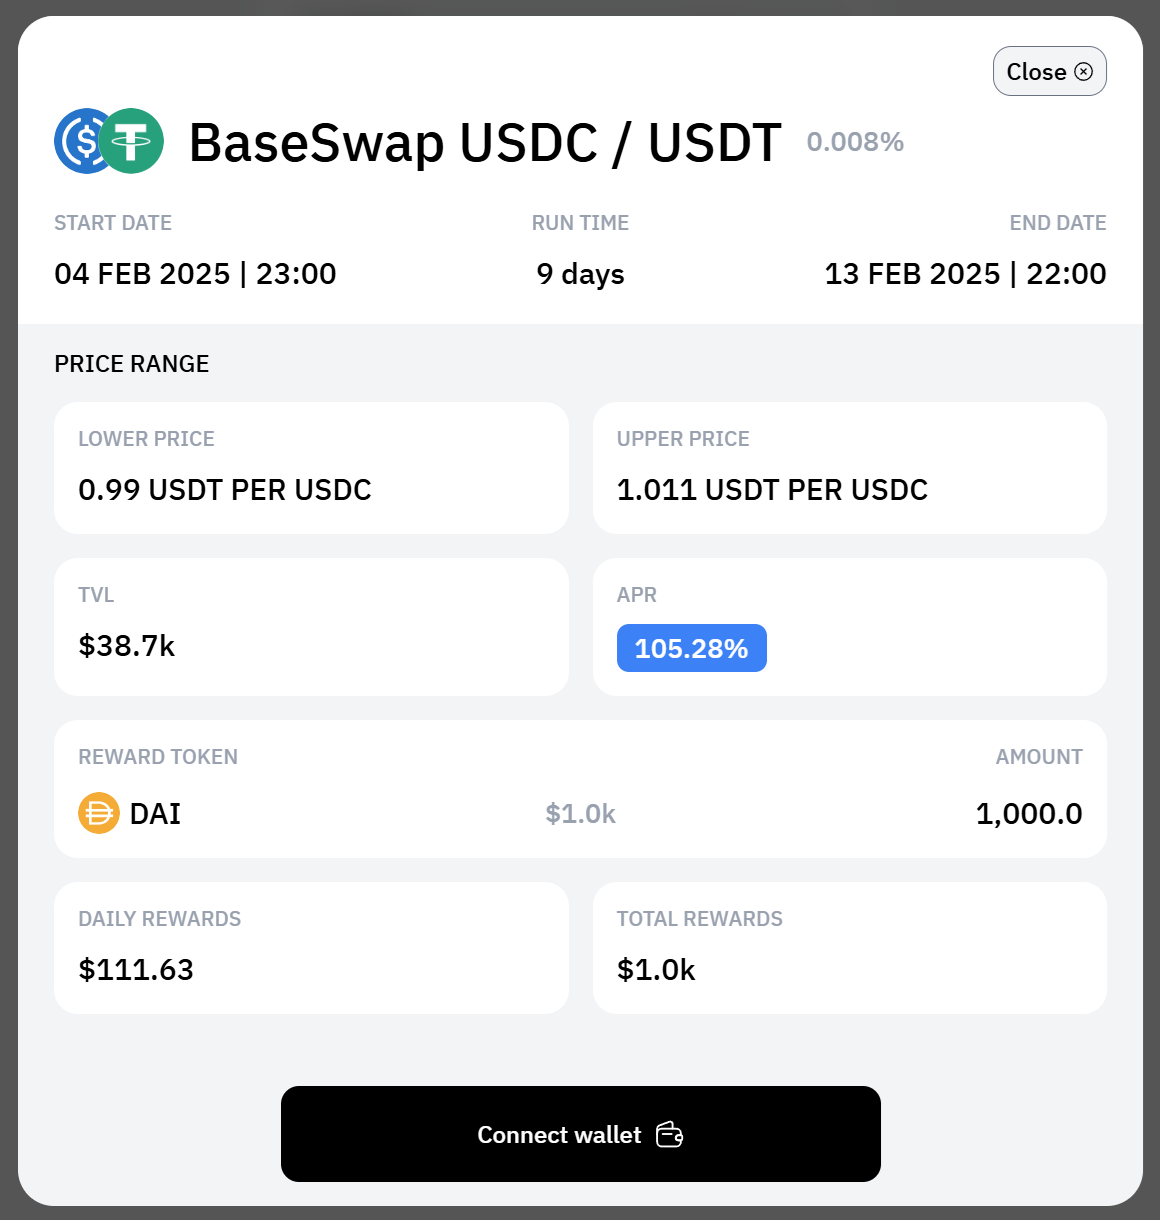 Close
BaseSwap USDC / USDT 0.008%
START DATE RUN TIME END DATE
04 FEB 2025 | 23:00 9 days 13 FEB 2025 | 22:00
PRICE RANGE
LOWER PRICE UPPER PRICE
0.99 USDT PER USDC 1.011 USDT PER USDC
TVL APR
$38.7k 105.28%
REWARD TOKEN AMOUNT
DAI $1.0k 1,000.0
DAILY REWARDS TOTAL REWARDS
$111.63 $1.0k
Connect wallet